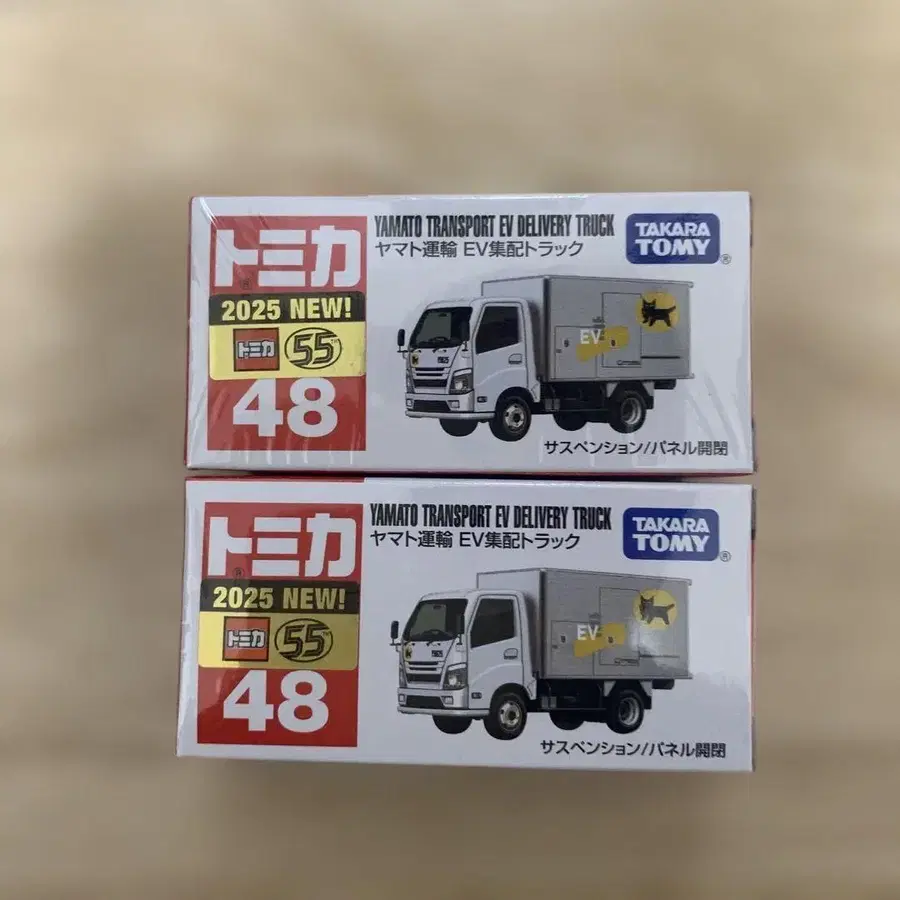 トミカ
2025 NEW!
トミカ 55TH
48
YAMATO TRANSPORT EV DELIVERY TRUCK
ヤマト運輸 EV集配トラック
TAKARA
TOMY
EV
サスペンション/パネル開閉
トミカ
2025 NEW!
トミカ 55TH
48
YAMATO TRANSPORT EV DELIVERY TRUCK
ヤマト運輸 EV集配トラック
TAKARA
TOMY
EV
サスペンション/パネル開閉